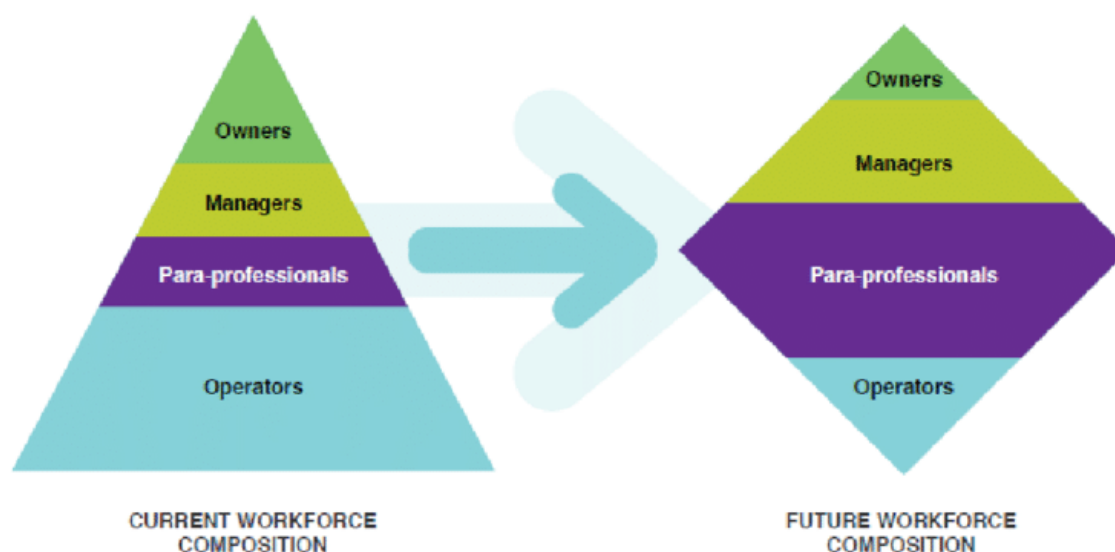 Owners
Managers
Para-professionals
Operators
CURRENT WORKFORCE
COMPOSITION
Owners
Managers
Para-professionals
Operators
FUTURE WORKFORCE
COMPOSITION